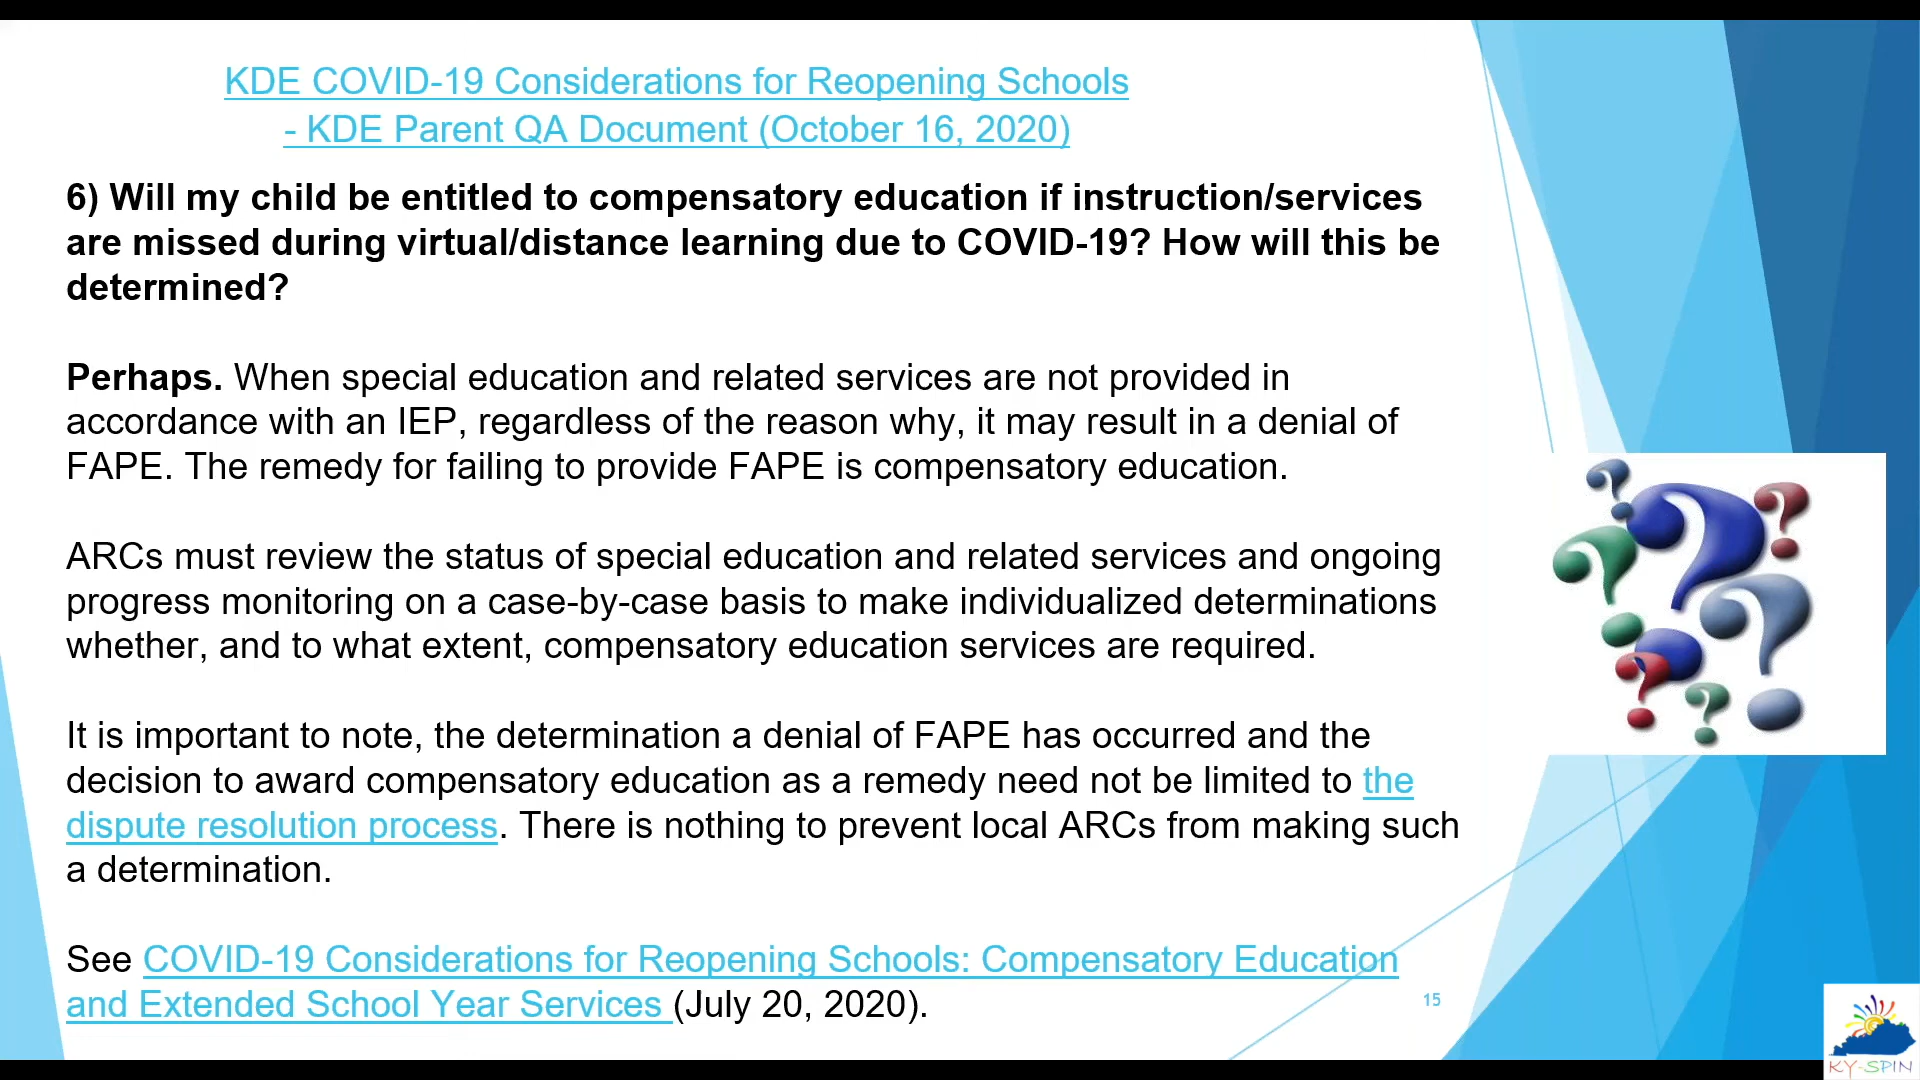 KDE COVID-19 Considerations for Reopening Schools
- KDE Parent QA Document (October 16, 2020)
6) Will my child be entitled to compensatory education if instruction/services
are missed during virtual/distance learning due to COVID-19? How will this be
determined?
Perhaps. When special education and related services are not provided in
accordance with an IEP, regardless of the reason why, it may result in a denial of
FAPE. The remedy for failing to provide FAPE is compensatory education.
ARCs must review the status of special education and related services and ongoing
progress monitoring on a case-by-case basis to make individualized determinations
whether, and to what extent, compensatory education services are required.
It is important to note, the determination a denial of FAPE has occurred and the
decision to award compensatory education as a remedy need not be limited to the
dispute resolution process. There is nothing to prevent local ARCs from making such
a determination.
See COVID-19 Considerations for Reopening Schools: Compensatory Education
and Extended School Year Services (July 20, 2020).
15
KY-SPIN